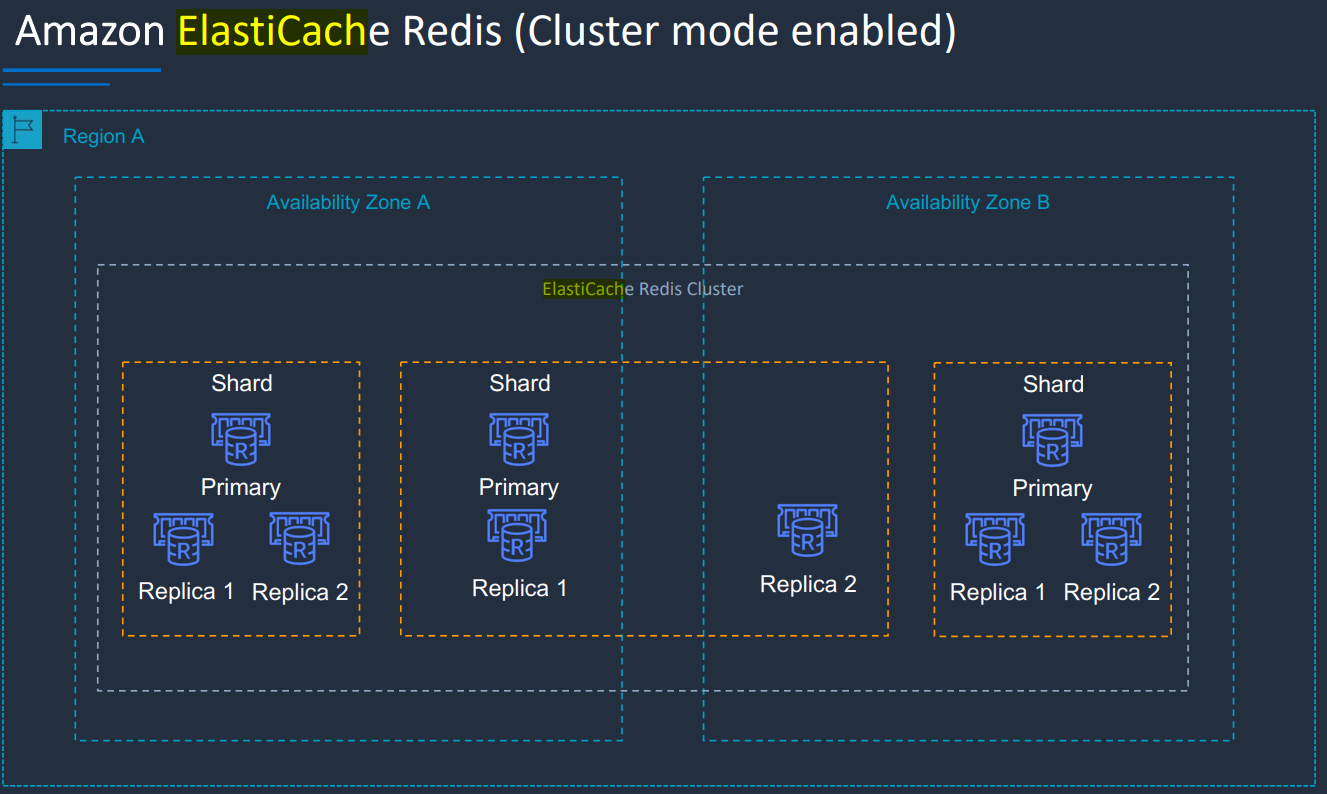 Amazon ElastiCache Redis (Cluster mode enabled)
Region A
Availability Zone A
Availability Zone B
ElastiCache Redis Cluster
Shard
R
Primary
R
R
Replica 1
Replica 2
Shard
R
Primary
R
Replica 1
R
Replica 2
Shard
R
Primary
R
R
Replica 1
Replica 2